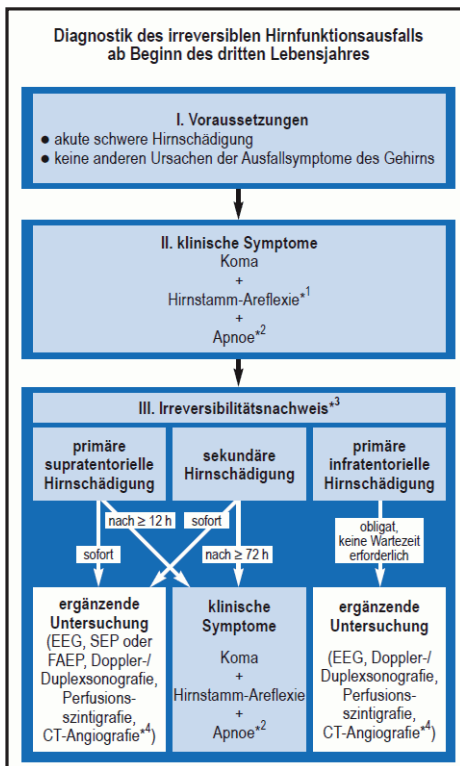 Diagnostik des irreversiblen Hirnfunktionsausfalls
ab Beginn des dritten Lebensjahres
I. Voraussetzungen
● akute schwere Hirnschädigung
● keine anderen Ursachen der Ausfallsymptome des Gehirns
II. klinische Symptome
Koma
+
Hirnstamm-Areflexie*1
+
Apnoe*2
III. Irreversibilitätsnachweis*3
primäre
supratentorielle
Hirnschädigung
sekundäre
Hirnschädigung
primäre
infratentorielle
Hirnschädigung
nach ≥ 12 h
sofort
sofort
nach ≥ 72 h
obligat,
keine Wartezeit
erforderlich
ergänzende
Untersuchung
(EEG, SEP oder
FAEP, Doppler-/
Duplexsonografie,
Perfusions-
szintigrafie,
CT-Angiografie*4)
klinische
Symptome
Koma
+
Hirnstamm-Areflexie
+
Apnoe*2
ergänzende
Untersuchung
(EEG, Doppler-/
Duplexsonografie,
Perfusions-
szintigrafie,
CT-Angiografie*4)